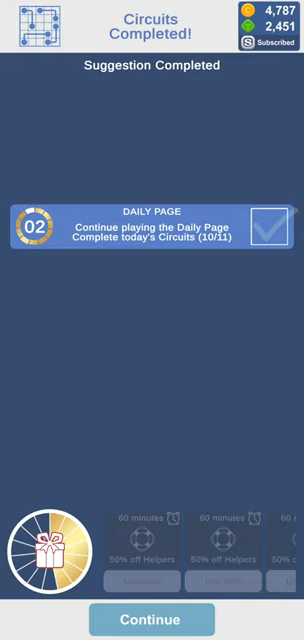 Circuits
Completed!
4,787
2,451
Subscribed
Suggestion Completed
DAILY PAGE
02
Continue playing the Daily Page
Complete today's Circuits (10/11)
60 minutes
60 minutes
60
50% off Helpers
50% off Helpers
50%
Continue